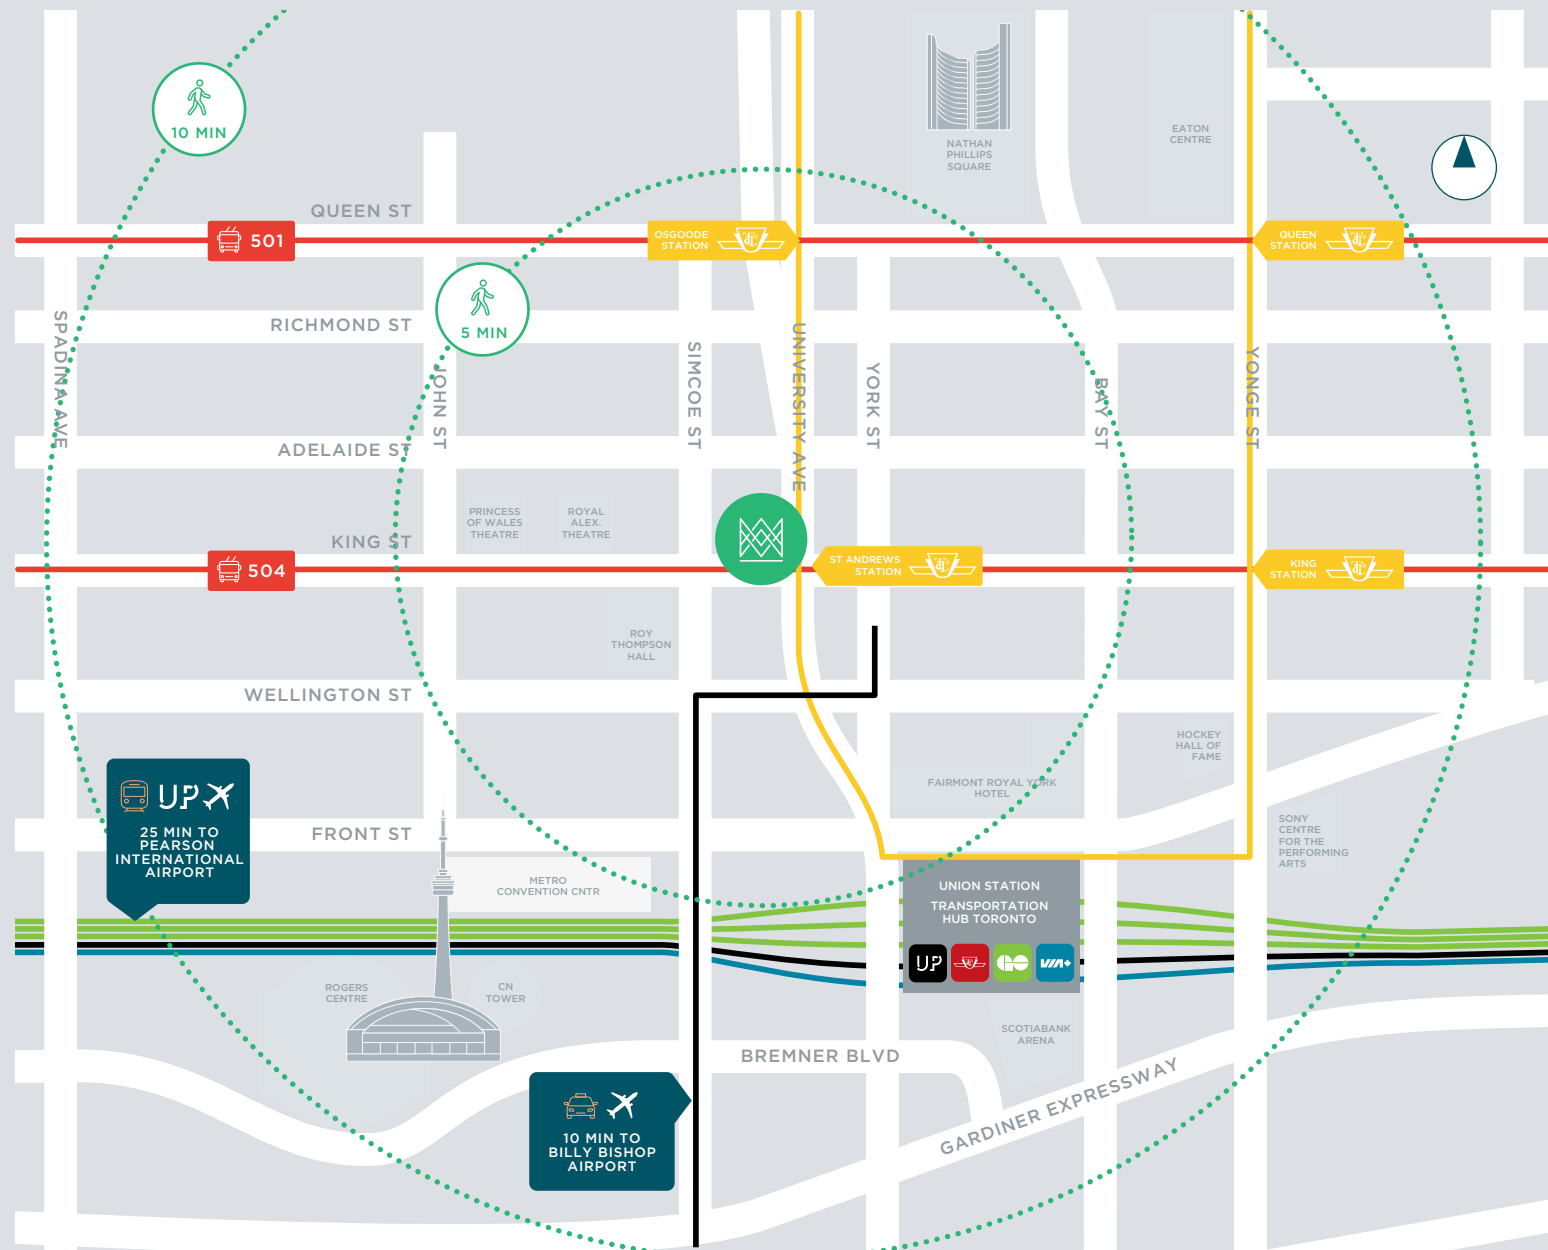 10 MIN
NATHAN
PHILLIPS
SQUARE
EATON
CENTRE
QUEEN ST
501
OSGOODE
STATION
QUEEN
STATION
5 MIN
RICHMOND ST
SPADINA AVE
JOHN ST
SIMCOE ST
UNIVERSITY AVE
YORK ST
BAY ST
YONGE ST
ADELAIDE ST
PRINCESS
OF WALES
THEATRE
ROYAL
ALEX.
THEATRE
KING ST
504
ST ANDREWS
STATION
KING
STATION
ROY
THOMPSON
HALL
WELLINGTON ST
HOCKEY
HALL OF
FAME
FAIRMONT ROYAL YORK
HOTEL
UP
25 MIN TO
PEARSON
INTERNATIONAL
AIRPORT
FRONT ST
SONY
CENTRE
FOR THE
PERFORMING
ARTS
METRO
CONVENTION CNTR
UNION STATION
TRANSPORTATION
HUB TORONTO
UP
GO
VIA
ROGERS
CENTRE
CN
TOWER
SCOTIABANK
ARENA
BREMNER BLVD
GARDINER EXPRESSWAY
10 MIN TO
BILLY BISHOP
AIRPORT